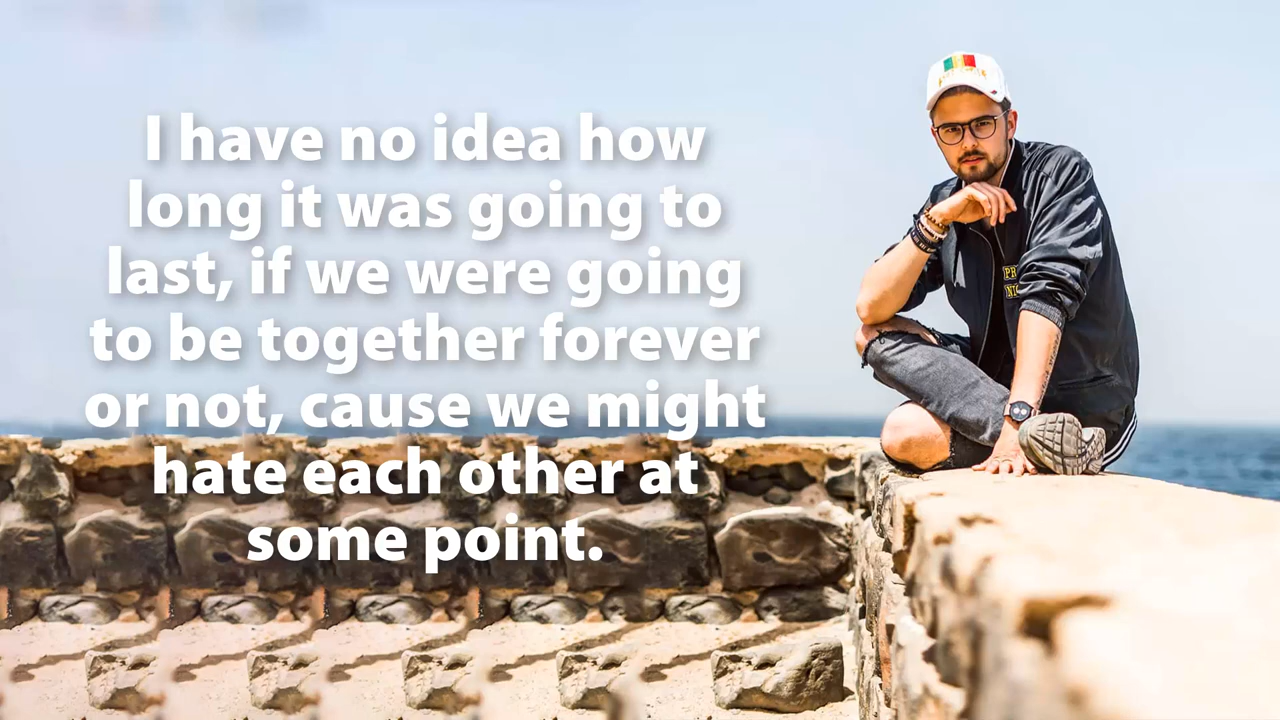 I have no idea how
long it was going to
last, if we were going
to be together forever
or not, cause we might
hate each other at
some point.
PR